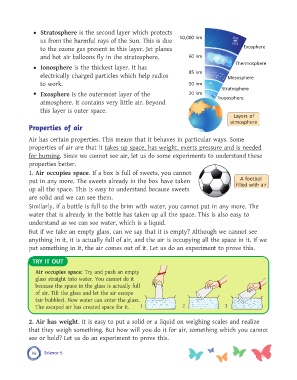 • Stratosphere is the second layer which protects
us from the harmful rays of the Sun. This is due
to the ozone gas present in this layer. Jet planes
and hot air balloons fly in the stratosphere.
• Ionosphere is the thickest layer. It has
electrically charged particles which help radios
to work.
• Exosphere is the outermost layer of the
atmosphere. It contains very little air. Beyond
this layer is outer space.
10,000 km
Exosphere
60 km
Thermosphere
85 km
Mesosphere
50 km
Stratosphere
20 km
Troposphere
Layers of
atmosphere
Properties of air
Air has certain properties. This means that it behaves in particular ways. Some
properties of air are that it takes up space, has weight, exerts pressure and is needed
for burning. Since we cannot see air, let us do some experiments to understand these
properties better.
1. Air occupies space. If a box is full of sweets, you cannot
put in any more. The sweets already in the box have taken
up all the space. This is easy to understand because sweets
are solid and we can see them.
A football
filled with air
Similarly, if a bottle is full to the brim with water, you cannot put in any more. The
water that is already in the bottle has taken up all the space. This is also easy to
understand as we can see water, which is a liquid.
But if we take an empty glass, can we say that it is empty? Although we cannot see
anything in it, it is actually full of air, and the air is occupying all the space in it. If we
put something in it, the air comes out of it. Let us do an experiment to prove this.
TRY IT OUT
Air occupies space: Try and push an empty
glass straight into water. You cannot do it
because the space in the glass is actually full
of air. Tilt the glass and let the air escape
(air bubbles). Now water can enter the glass.
The escaped air has created space for it.
1
2
3
2. Air has weight. It is easy to put a solid or a liquid on weighing scales and realize
that they weigh something. But how will you do it for air, something which you cannot
see or hold? Let us do an experiment to prove this.
Science 5